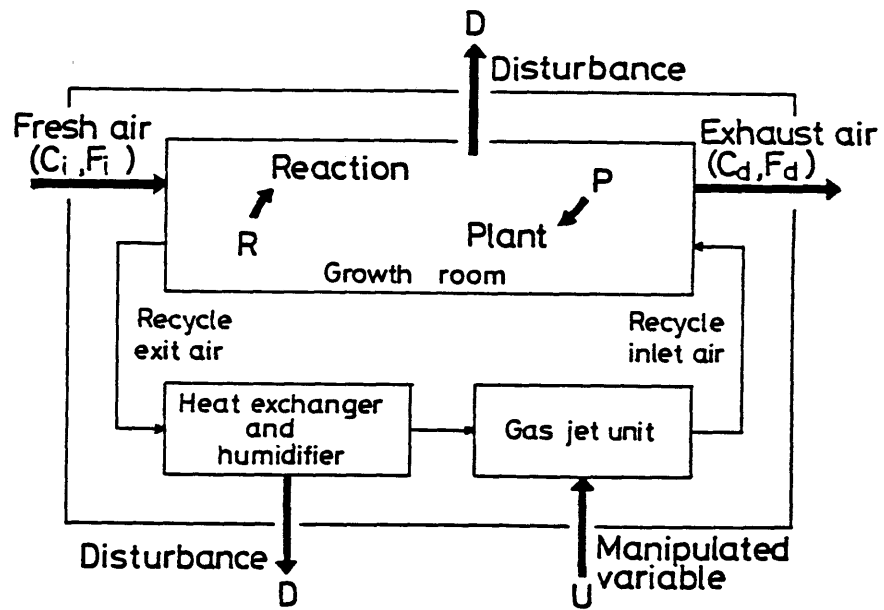 D
Disturbance
Fresh air
(Ci ,Fi )
Exhaust air
(Cd,Fd)
Reaction
P
R
Plant
Growth room
Recycle
exit air
Recycle
inlet air
Heat exchanger
and
humidifier
Gas jet unit
Disturbance
D
Manipulated
variable
U